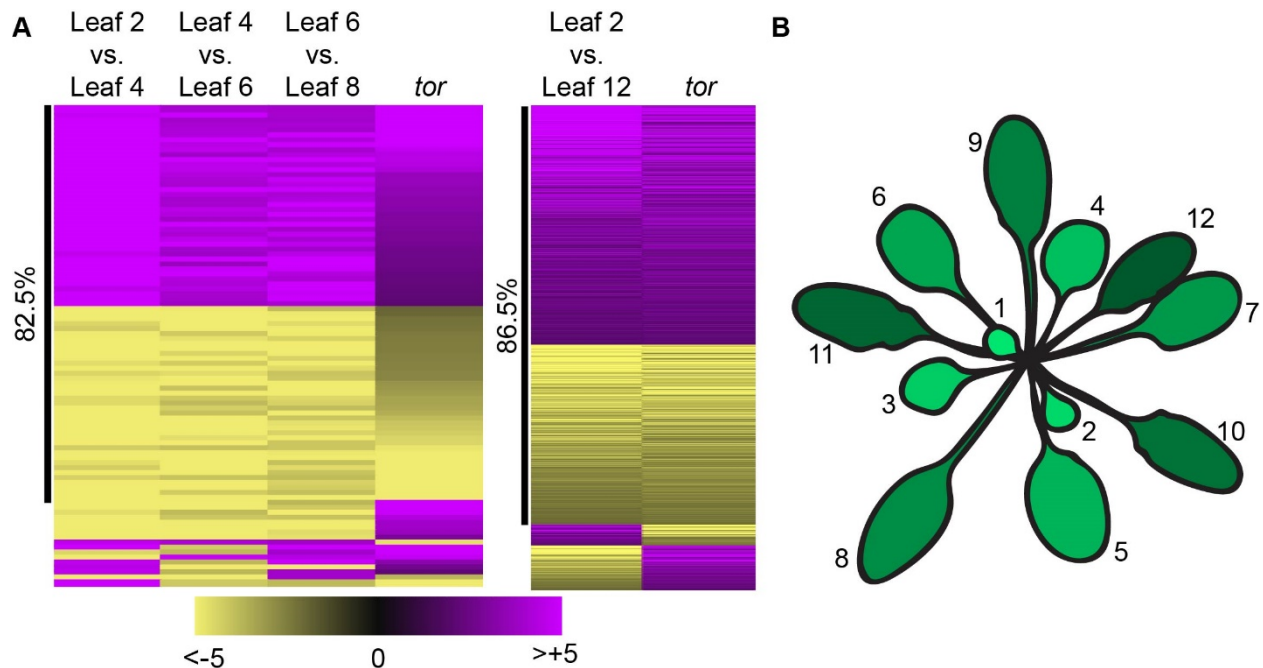 A
Leaf 2 vs. Leaf 4
Leaf 4 vs. Leaf 6
Leaf 6 vs. Leaf 8
tor
82.5%
Leaf 2 vs. Leaf 12
tor
86.5%
<-5
0
>+5
B
9
6
4
12
1
7
11
3
2
10
8
5